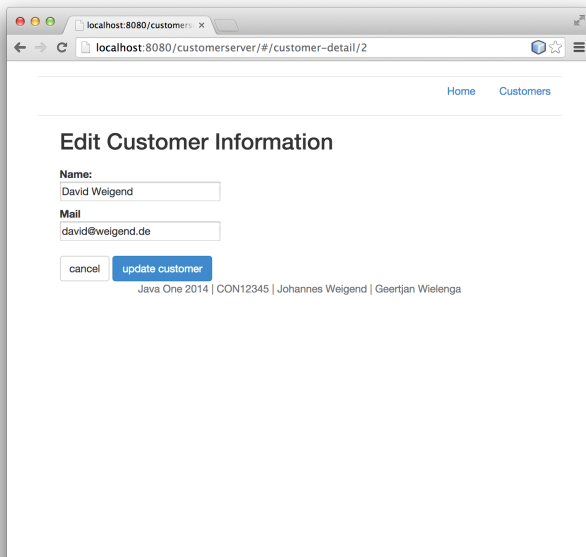 localhost:8080/customers
localhost:8080/customerserver/#/customer-detail/2
Home Customers
Edit Customer Information
Name:
David Weigend
Mail
david@weigend.de
cancel update customer
Java One 2014 | CON12345 | Johannes Weigend | Geertjan Wielenga